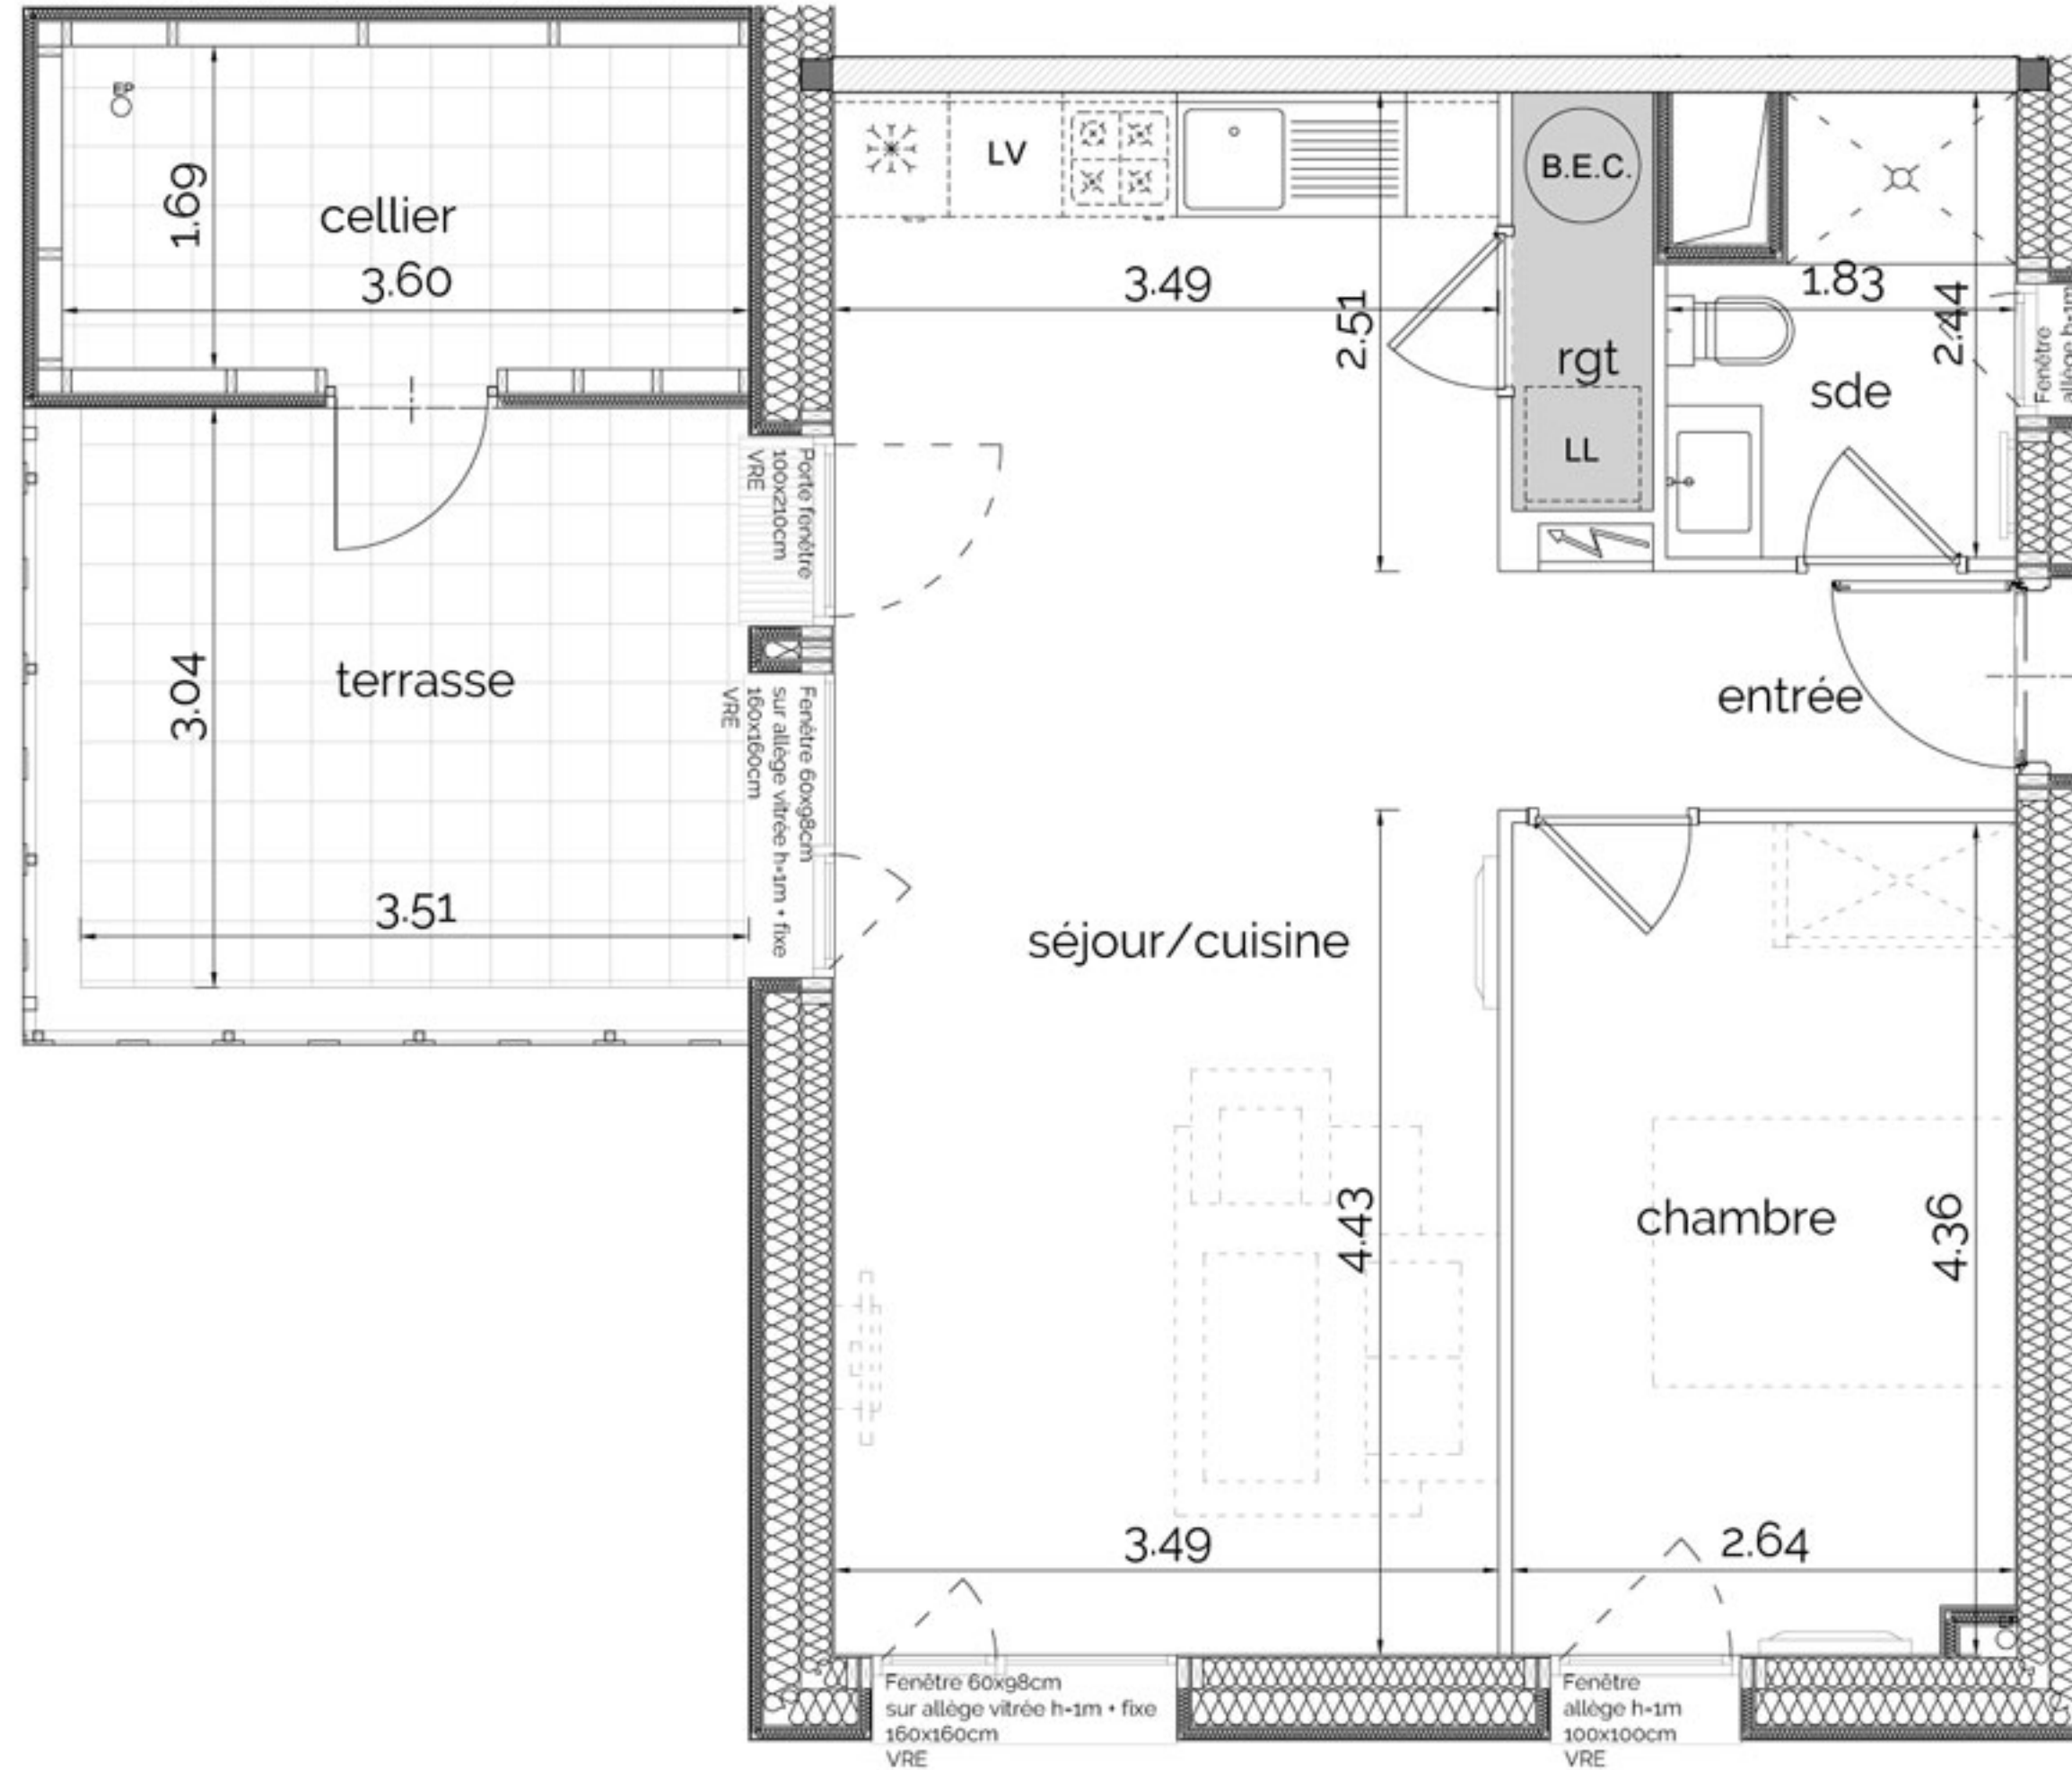 EP
1.69
cellier
3.60
LV
B.E.C.
3.49
2.51
rgt
LL
1.83
2.44
sde
Fenêtre
allège h=1m
Porte fenêtre
100x210cm
VRE
3.04
terrasse
3.51
Fenêtre 60x98cm
sur allège vitrée h=1m + fixe
160x160cm
VRE
entrée
séjour/cuisine
4.43
chambre
4.36
3.49
2.64
Fenêtre 60x98cm
sur allège vitrée h=1m + fixe
160x160cm
VRE
Fenêtre
allège h=1m
100x100cm
VRE